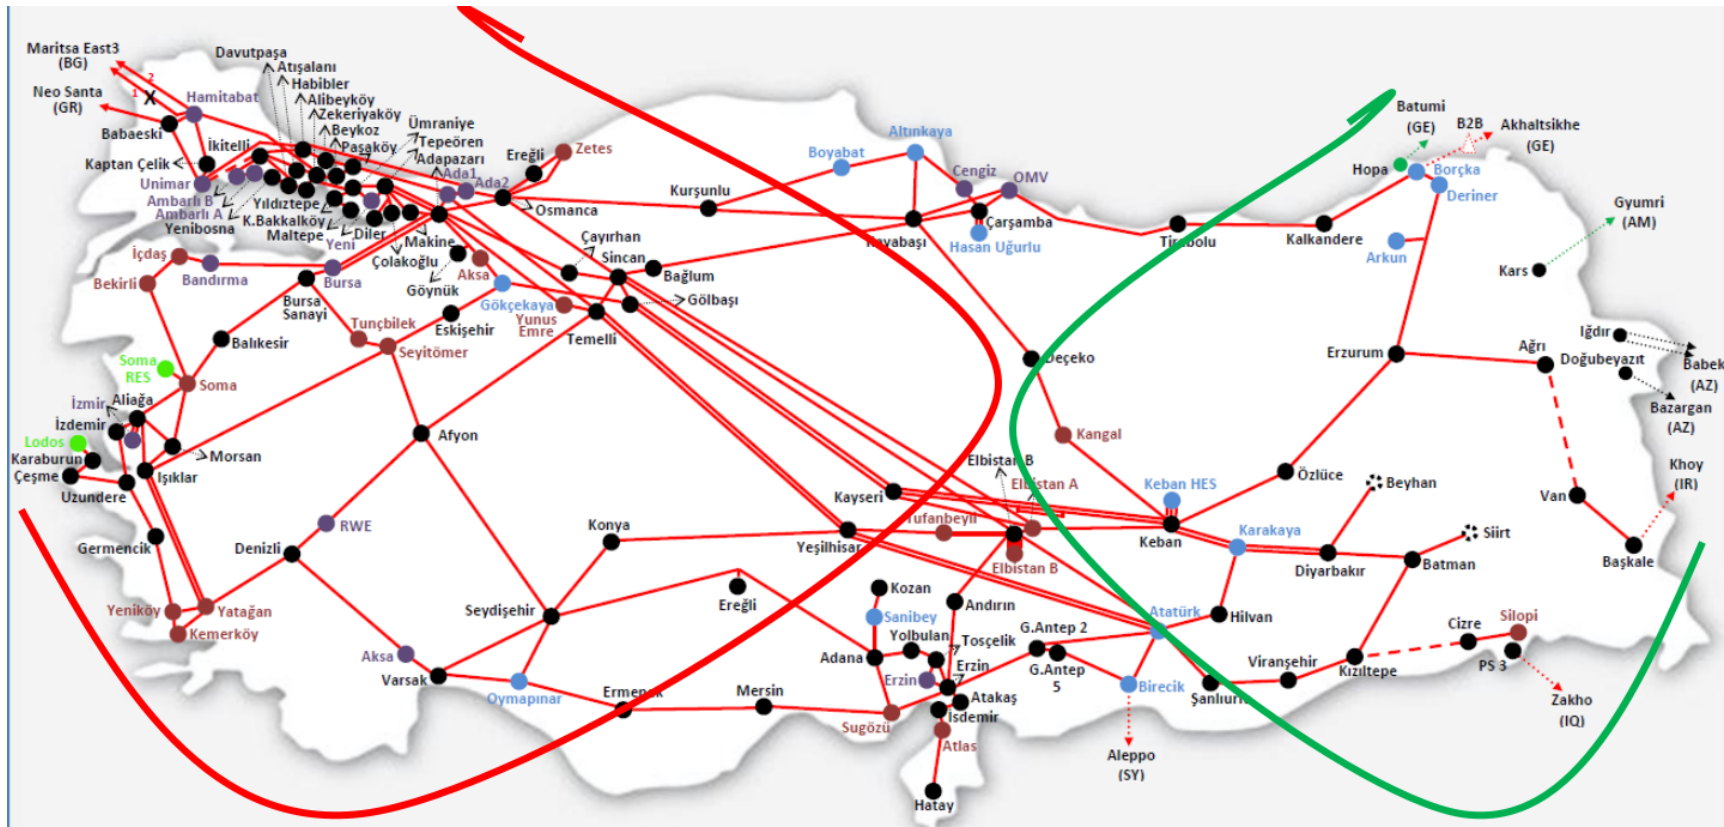 Maritsa East3
(BG)
2
1
X
Neo Santa
(GR)
Hamitabat
Babaeski
Kaptan Çelik
İkitelli
Unimar
Ambarlı B
Ambarlı A
Yenibosna
Davutpaşa
Atışalanı
Habibler
Alibeyköy
Zekeriyaköy
Beykoz
Paşaköy
Ümraniye
Tepeören
Adapazarı
Ada1
Ada2
Ereğli
Zetes
Osmanca
Yıldıztepe
K.Bakkalköy
Maltepe
Diler
Yeni
Çolakoğlu
Makine
Göynük
Aksa
Gökçekaya
Çayırhan
Sincan
Bağlum
Gölbaşı
Yunus
Emre
Temelli
Eskişehir
İçdaş
Bekirli
Bandırma
Bursa
Bursa
Sanayi
Tunçbilek
Seyitömer
Balıkesir
Soma
RES
Soma
İzmir
Aliağa
İzdemir
Lodos
Karaburun
Çeşme
Uzundere
Işıklar
Morsan
Afyon
RWE
Germencik
Denizli
Yeniköy
Yatağan
Kemerköy
Aksa
Varsak
Oymapınar
Seydişehir
Konya
Ereğli
Ermenek
Mersin
Kurşunlu
Boyabat
Altınkaya
Cengiz
OMV
Çarşamba
Hasan Uğurlu
Kayabaşı
Tirebolu
Kalkandere
Hopa
Batumi
(GE)
B2B
Akhaltsikhe
(GE)
Borçka
Deriner
Arkun
Gyumri
(AM)
Kars
Iğdır
Doğubeyazıt
Babek
(AZ)
Bazargan
(AZ)
Ağrı
Erzurum
Deçeko
Kangal
Elbistan B
Elbistan A
Kayseri
Yeşilhisar
Tufanbeyli
Elbistan B
Keban HES
Keban
Özlüce
Beyhan
Karakaya
Diyarbakır
Batman
Siirt
Van
Başkale
Khoy
(IR)
Kozan
Sanibey
Adana
Yolbulan
Andırın
Tosçelik
Erzin
Erzin
Atakaş
İsdemir
Sugözü
Atlas
Hatay
G.Antep 2
G.Antep
5
Atatürk
Hilvan
Birecik
Şanlıurfa
Viranşehir
Kızıltepe
Cizre
Silopi
PS 3
Zakho
(IQ)
Aleppo
(SY)